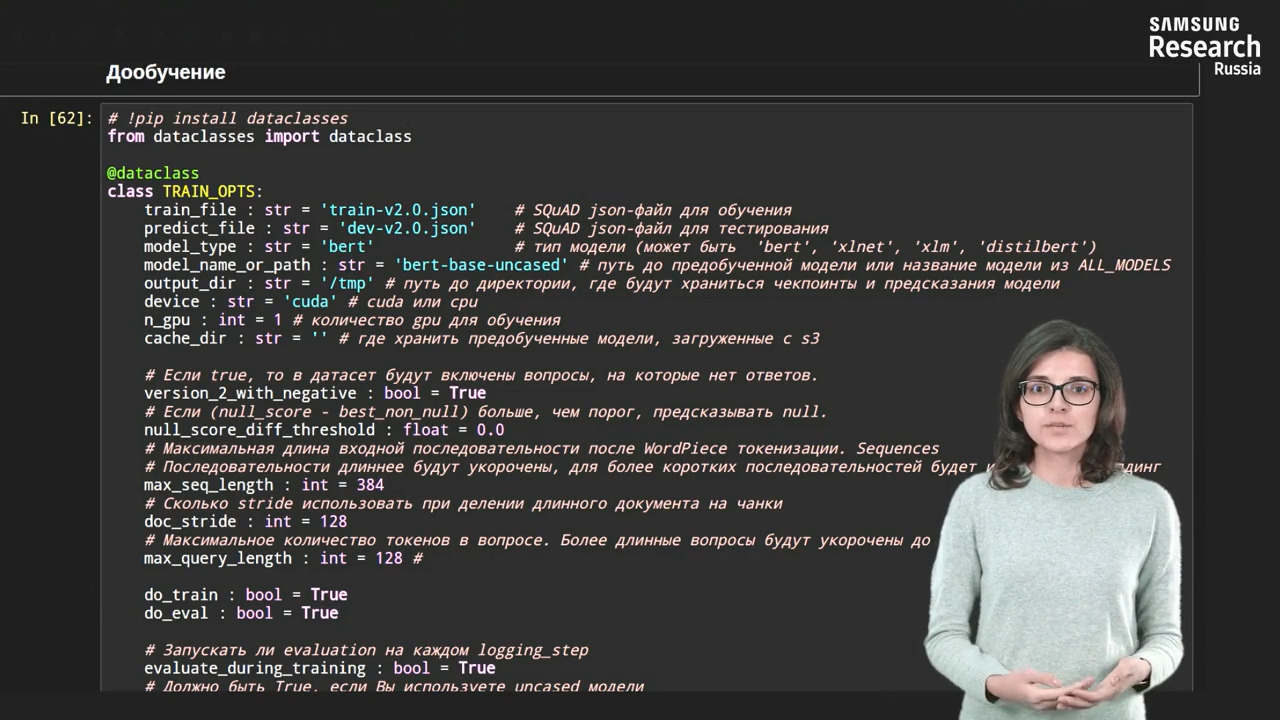 SAMSUNG
Research
Russia
Дообучение
In [62]:
# !pip install dataclasses
from dataclasses import dataclass
@dataclass
class TRAIN_OPTS:
train_file : str = 'train-v2.0.json' # SQuAD json-файл для обучения
predict_file : str = 'dev-v2.0.json' # SQuAD json-файл для тестирования
model_type : str = 'bert' # тип модели (может быть 'bert', 'xlnet', 'xlm', 'distilbert')
model_name_or_path : str = 'bert-base-uncased' # путь до предобученной модели или название модели из ALL_MODELS
output_dir : str = '/tmp' # путь до директории, где будут храниться чекпоинты и предсказания модели
device : str = 'cuda' # cuda или cpu
n_gpu : int = 1 # количество gpu для обучения
cache_dir : str = '' # где хранить предобученные модели, загруженные с s3
# Если true, то в датасет будут включены вопросы, на которые нет ответов.
version_2_with_negative : bool = True
# Если (null_score - best_non_null) больше, чем порог, предсказывать null.
null_score_diff_threshold : float = 0.0
# Максимальная длина входной последовательности после WordPiece токенизации. Sequences
# Последовательности длиннее будут укорочены, для более коротких последовательностей будет
max_seq_length : int = 384
# Сколько stride использовать при делении длинного документа на чанки
doc_stride : int = 128
# Максимальное количество токенов в вопросе. Более длинные вопросы будут укорочены до
max_query_length : int = 128 #
do_train : bool = True
do_eval : bool = True
# Запускать ли evaluation на каждом logging_step
evaluate_during_training : bool = True
# Должно быть True, если Вы используете uncased модели